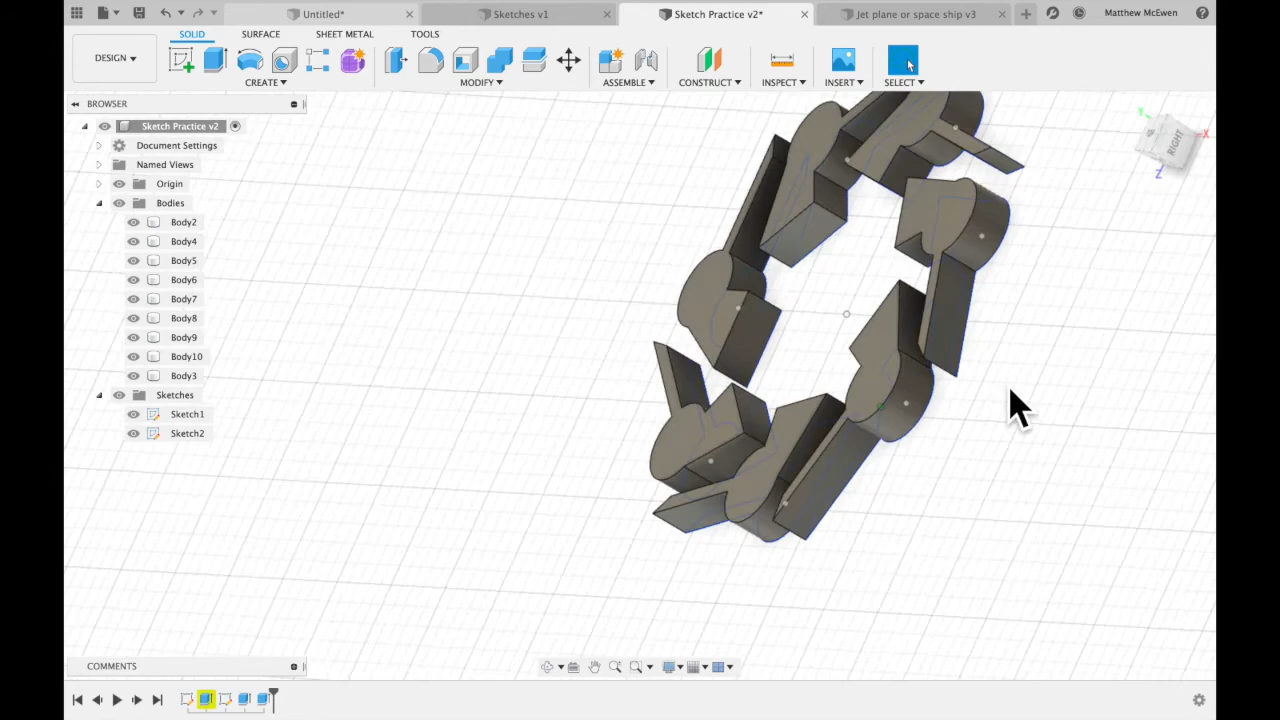 Untitled*
Sketches v1
Sketch Practice v2*
Jet plane or space ship v3
Matthew McEwen
SOLID
SURFACE
SHEET METAL
TOOLS
DESIGN
CREATE
MODIFY
ASSEMBLE
CONSTRUCT
INSPECT
INSERT
SELECT
BROWSER
Sketch Practice v2
Document Settings
Named Views
Origin
Bodies
Body2
Body4
Body5
Body6
Body7
Body8
Body9
Body10
Body3
Sketches
Sketch1
Sketch2
Y
X
Z
RIGHT
COMMENTS